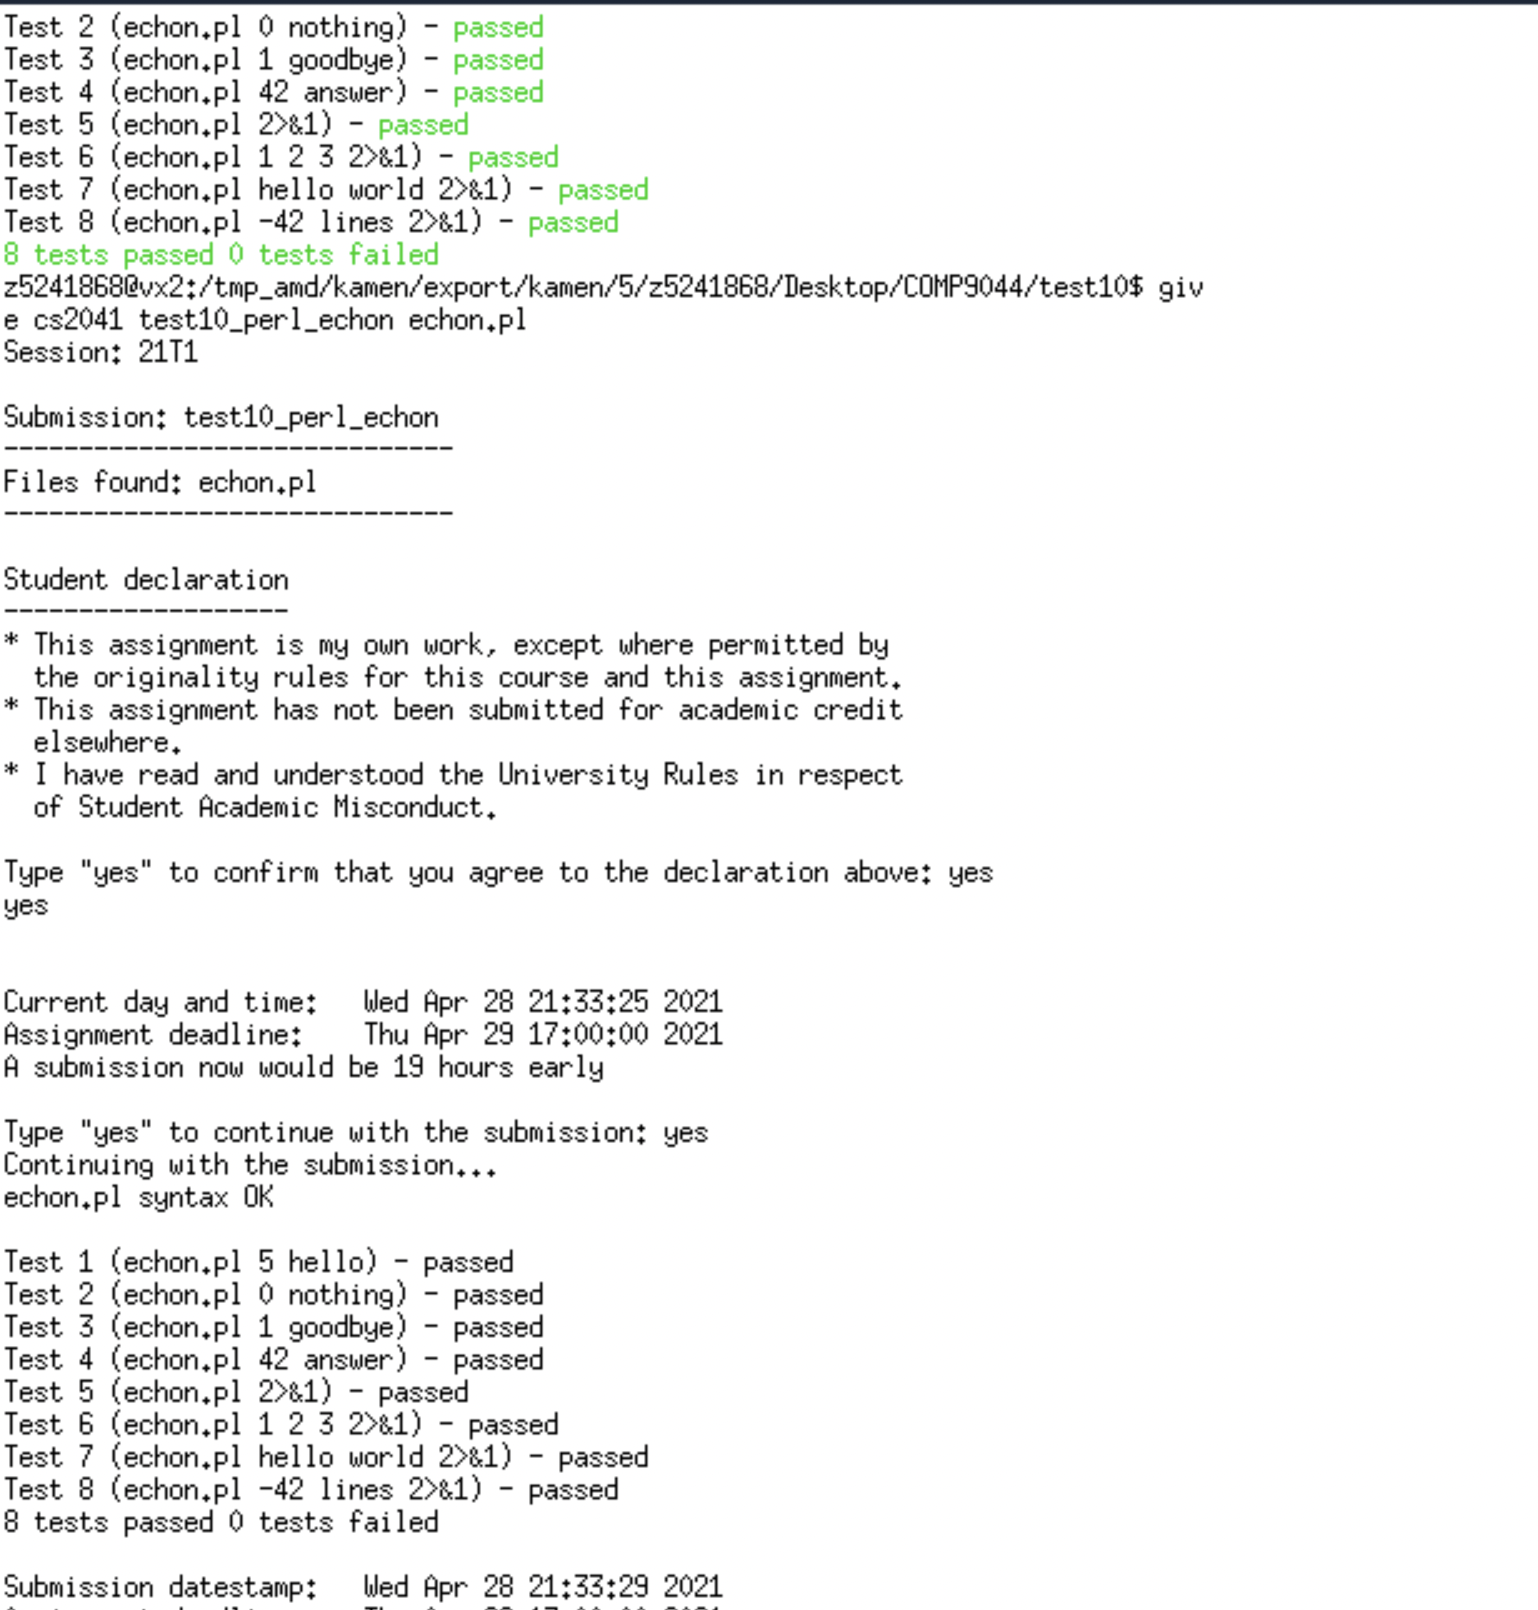 Test 2 (echon.pl 0 nothing) - passed
Test 3 (echon.pl 1 goodbye) - passed
Test 4 (echon.pl 42 answer) - passed
Test 5 (echon.pl 2>&1) - passed
Test 6 (echon.pl 1 2 3 2>&1) - passed
Test 7 (echon.pl hello world 2>&1) - passed
Test 8 (echon.pl -42 lines 2>&1) - passed
8 tests passed 0 tests failed
z5241868@vx2:/tmp_amd/kamen/export/kamen/5/z5241868/Desktop/COMP9044/test10$ giv
e cs2041 test10_perl_echon echon.pl
Session: 21T1
Submission: test10_perl_echon
------------------------------
Files found: echon.pl
------------------------------
Student declaration
-------------------
* This assignment is my own work, except where permitted by
the originality rules for this course and this assignment.
* This assignment has not been submitted for academic credit
elsewhere.
* I have read and understood the University Rules in respect
of Student Academic Misconduct.
Type "yes" to confirm that you agree to the declaration above: yes
yes
Current day and time:   Wed Apr 28 21:33:25 2021
Assignment deadline:    Thu Apr 29 17:00:00 2021
A submission now would be 19 hours early
Type "yes" to continue with the submission: yes
Continuing with the submission...
echon.pl syntax OK
Test 1 (echon.pl 5 hello) - passed
Test 2 (echon.pl 0 nothing) - passed
Test 3 (echon.pl 1 goodbye) - passed
Test 4 (echon.pl 42 answer) - passed
Test 5 (echon.pl 2>&1) - passed
Test 6 (echon.pl 1 2 3 2>&1) - passed
Test 7 (echon.pl hello world 2>&1) - passed
Test 8 (echon.pl -42 lines 2>&1) - passed
8 tests passed 0 tests failed
Submission datestamp:   Wed Apr 28 21:33:29 2021